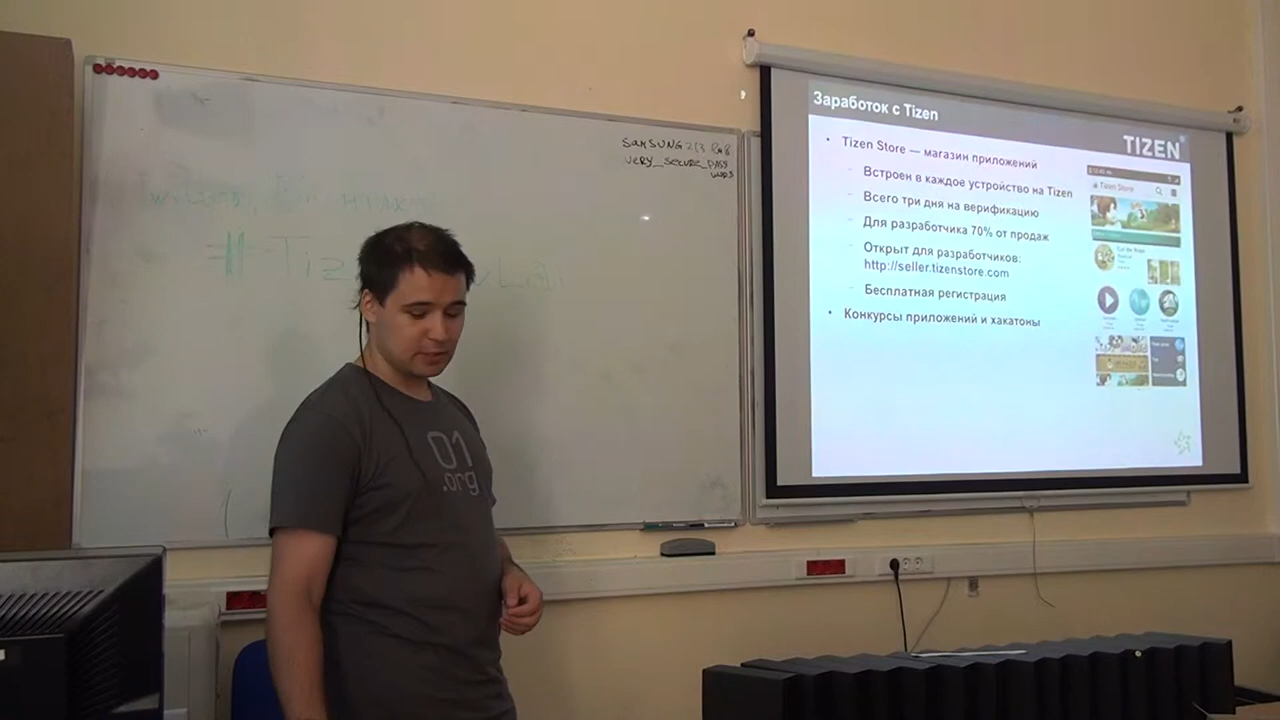 SAMSUNG
very_secure_pass
word
# Tiz
01
.org
Заработок с Tizen
TIZEN
Tizen Store — магазин приложений
Встроен в каждое устройство на Tizen
Всего три дня на верификацию
Для разработчика 70% от продаж
Открыт для разработчиков:
http://seller.tizenstore.com
Бесплатная регистрация
Конкурсы приложений и хакатоны
Tizen Store